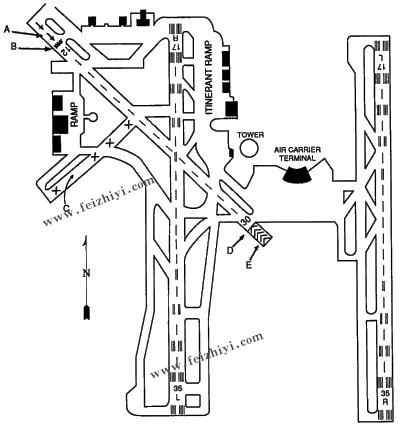 A
B
12
RAMP
C
www.feizhiyi.com
N
17
R
ITINERANT RAMP
TOWER
AIR CARRIER
TERMINAL
30
D
E
17
L
www.feizhiyi.com
35
L
35
R